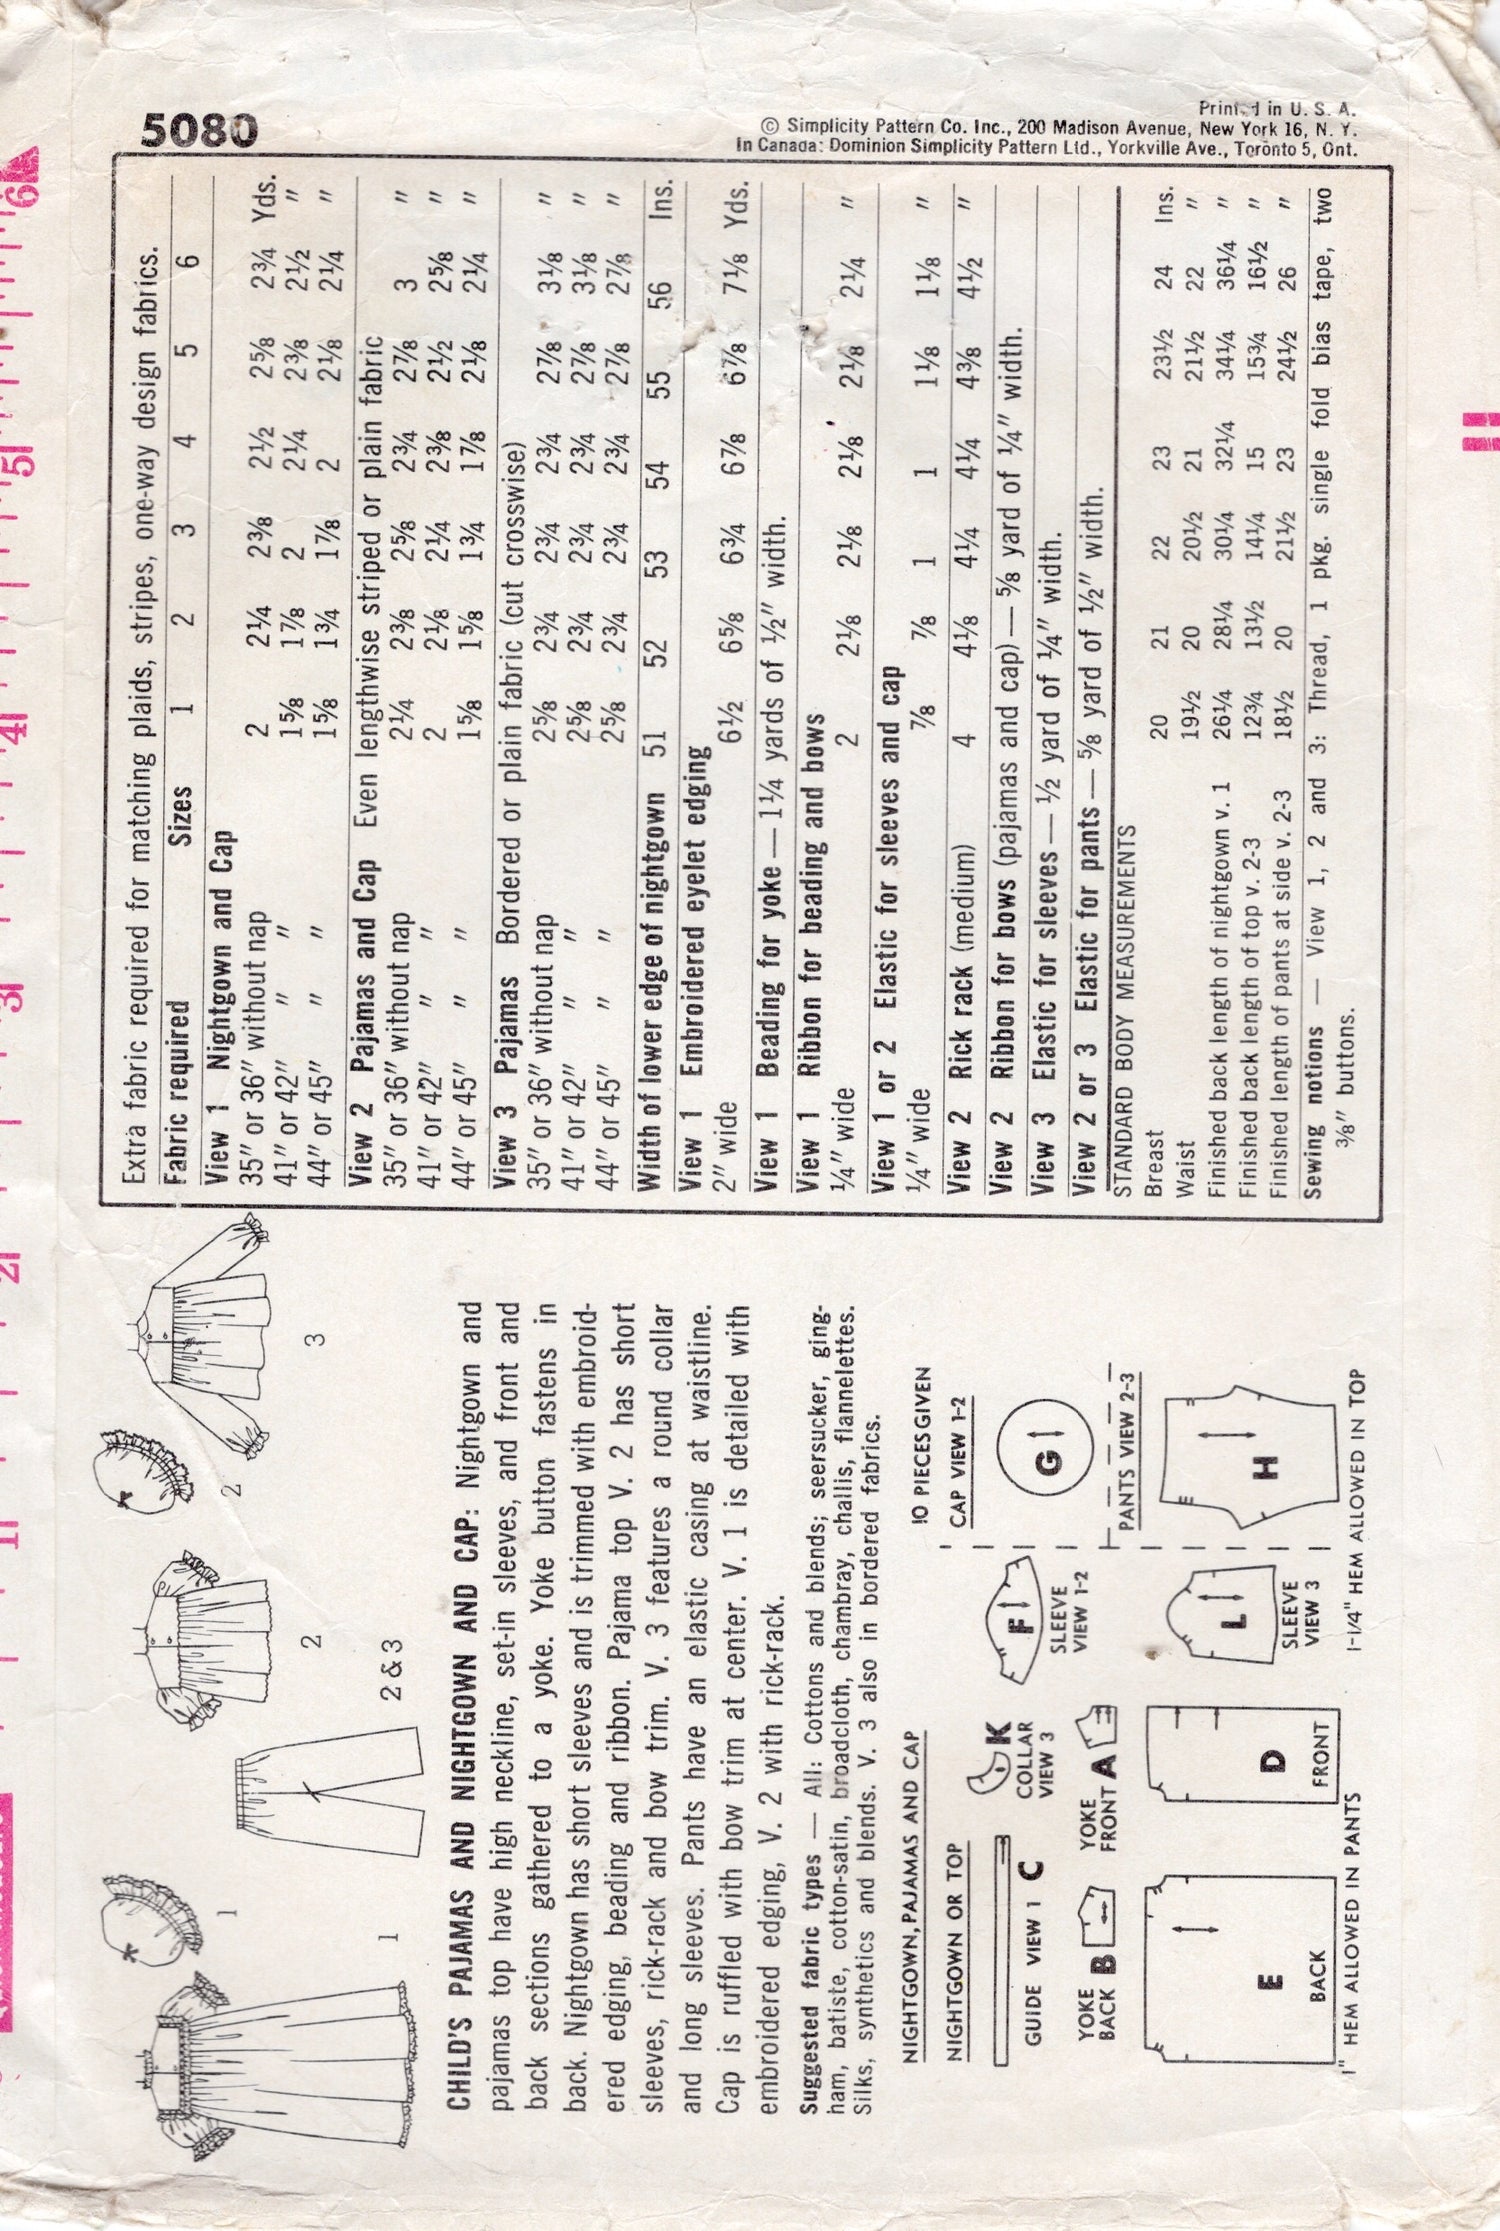 5080
Printed in U. S. A.
© Simplicity Pattern Co. Inc., 200 Madison Avenue, New York 16, N. Y.
In Canada: Dominion Simplicity Pattern Ltd., Yorkville Ave., Toronto 5, Ont.
Extra fabric required for matching plaids, stripes, one-way design fabrics.
Fabric required Sizes 1 2 3 4 5 6
View 1 Nightgown and Cap
35" or 36" without nap 2 2¼ 2⅜ 2½ 2⅝ 2¾ Yds.
41" or 42" " " 1⅝ 1⅞ 2 2¼ 2⅜ 2½ "
44" or 45" " " 1⅝ 1¾ 1⅞ 2 2⅛ 2¼ "
View 2 Pajamas and Cap Even lengthwise striped or plain fabric
35" or 36" without nap 2¼ 2⅜ 2⅝ 2¾ 2⅞ 3 "
41" or 42" " " 2 2⅛ 2¼ 2⅜ 2½ 2⅝ "
44" or 45" " " 1⅝ 1⅝ 1¾ 1⅞ 2⅛ 2¼ "
View 3 Pajamas Bordered or plain fabric (cut crosswise)
35" or 36" without nap 2⅝ 2¾ 2¾ 2¾ 2⅞ 3⅛ "
41" or 42" " " 2⅝ 2¾ 2¾ 2¾ 2⅞ 3⅛ "
44" or 45" " " 2⅝ 2¾ 2¾ 2¾ 2⅞ 2⅞ "
Width of lower edge of nightgown 51 52 53 54 55 56 Ins.
View 1 Embroidered eyelet edging
2" wide 6½ 6⅝ 6¾ 6⅞ 6⅞ 7⅛ Yds.
View 1 Beading for yoke — 1¼ yards of ½" width.
View 1 Ribbon for beading and bows
¼" wide 2 2⅛ 2⅛ 2⅛ 2⅛ 2¼ "
View 1 or 2 Elastic for sleeves and cap
¼" wide ⅞ ⅞ 1 1 1⅛ 1⅛ "
View 2 Rick rack (medium) 4 4⅛ 4¼ 4¼ 4⅜ 4½ "
View 2 Ribbon for bows (pajamas and cap) — ⅝ yard of ¼" width.
View 3 Elastic for sleeves — ½ yard of ¼" width.
View 2 or 3 Elastic for pants — ⅝ yard of ½" width.
STANDARD BODY MEASUREMENTS
Breast 20 21 22 23 23½ 24 Ins.
Waist 19½ 20 20½ 21 21½ 22 "
Finished back length of nightgown v. 1 26¼ 28¼ 30¼ 32¼ 34¼ 36¼ "
Finished back length of top v. 2-3 12¾ 13½ 14¼ 15 15¾ 16½ "
Finished length of pants at side v. 2-3 18½ 20 21½ 23 24½ 26 "
Sewing notions — View 1, 2 and 3: Thread, 1 pkg. single fold bias tape, two
⅜" buttons.
1
1
2 & 3
2
2
3
CHILD'S PAJAMAS AND NIGHTGOWN AND CAP: Nightgown and
pajamas top have high neckline, set-in sleeves, and front and
back sections gathered to a yoke. Yoke button fastens in
back. Nightgown has short sleeves and is trimmed with embroid-
ered edging, beading and ribbon. Pajama top V. 2 has short
sleeves, rick-rack and bow trim. V. 3 features a round collar
and long sleeves. Pants have an elastic casing at waistline.
Cap is ruffled with bow trim at center. V. 1 is detailed with
embroidered edging, V. 2 with rick-rack.
Suggested fabric types — All: Cottons and blends; seersucker, ging-
ham, batiste, cotton-satin, broadcloth, chambray, challis, flannelettes.
Silks, synthetics and blends. V. 3 also in bordered fabrics.
NIGHTGOWN, PAJAMAS AND CAP
10 PIECES GIVEN
NIGHTGOWN OR TOP
CAP VIEW 1-2
GUIDE VIEW 1 C
K
COLLAR
VIEW 3
F
SLEEVE
VIEW 1-2
G
YOKE
BACK B
YOKE
FRONT A
PANTS VIEW 2-3
E
BACK
D
FRONT
L
SLEEVE
VIEW 3
H
1" HEM ALLOWED IN PANTS
1-1/4" HEM ALLOWED IN TOP
1
2
3
4
5
6